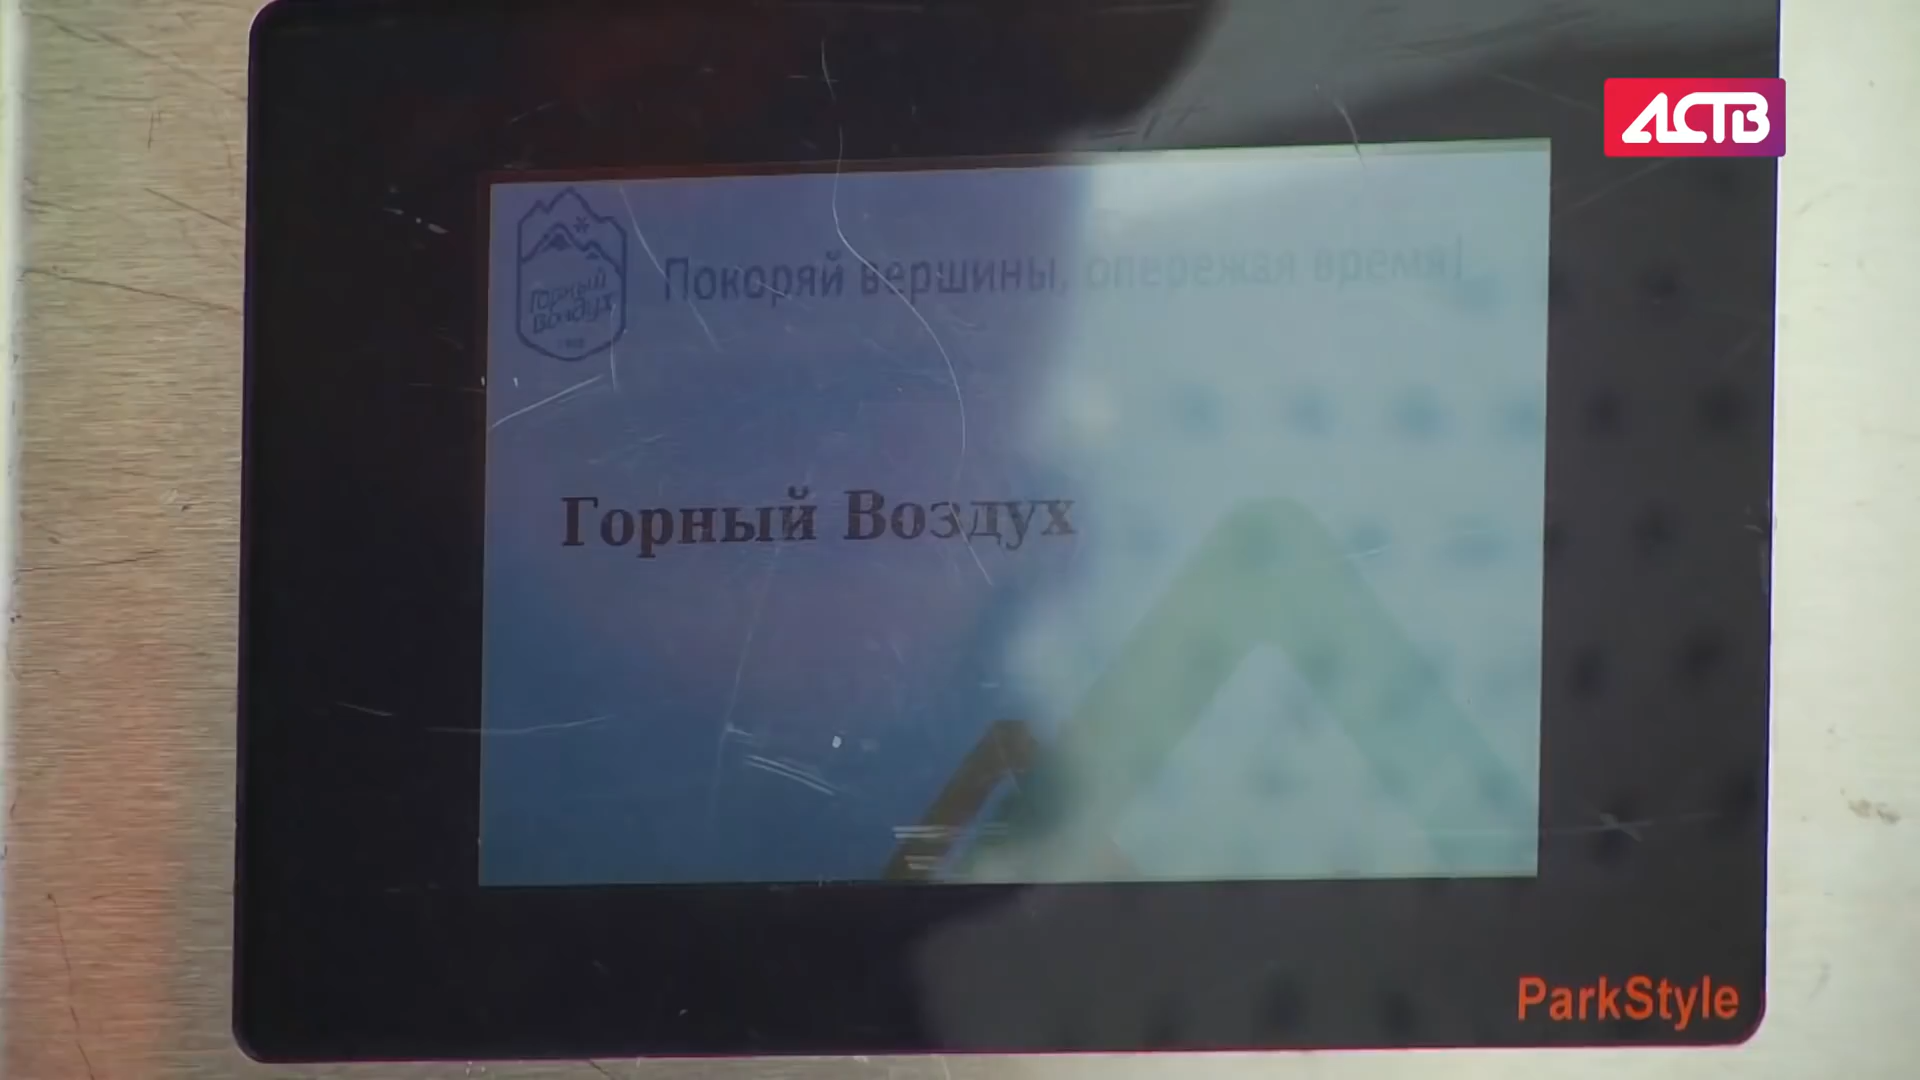 АСТВ
Покоряй вершины, опережая время!
Горный
воздух
Горный Воздух
ParkStyle